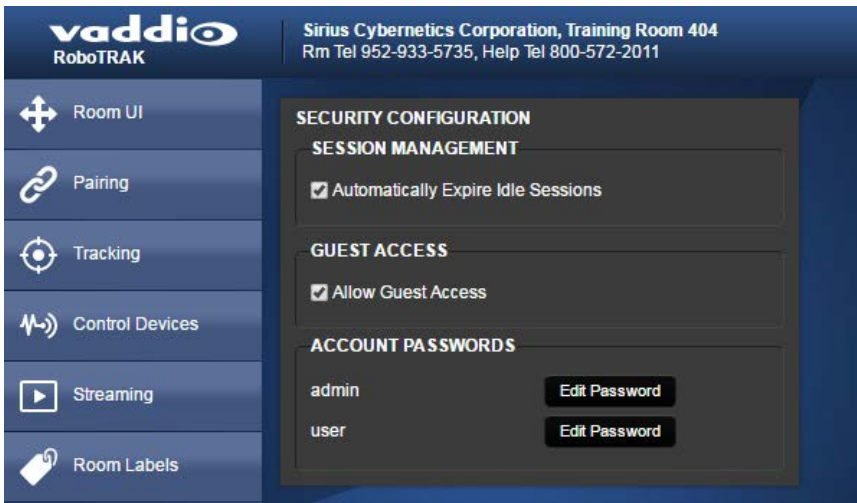 vaddio
RoboTRAK
Sirius Cybernetics Corporation, Training Room 404
Rm Tel 952-933-5735, Help Tel 800-572-2011
Room UI
Pairing
Tracking
Control Devices
Streaming
Room Labels
SECURITY CONFIGURATION
SESSION MANAGEMENT
Automatically Expire Idle Sessions
GUEST ACCESS
Allow Guest Access
ACCOUNT PASSWORDS
admin Edit Password
user Edit Password